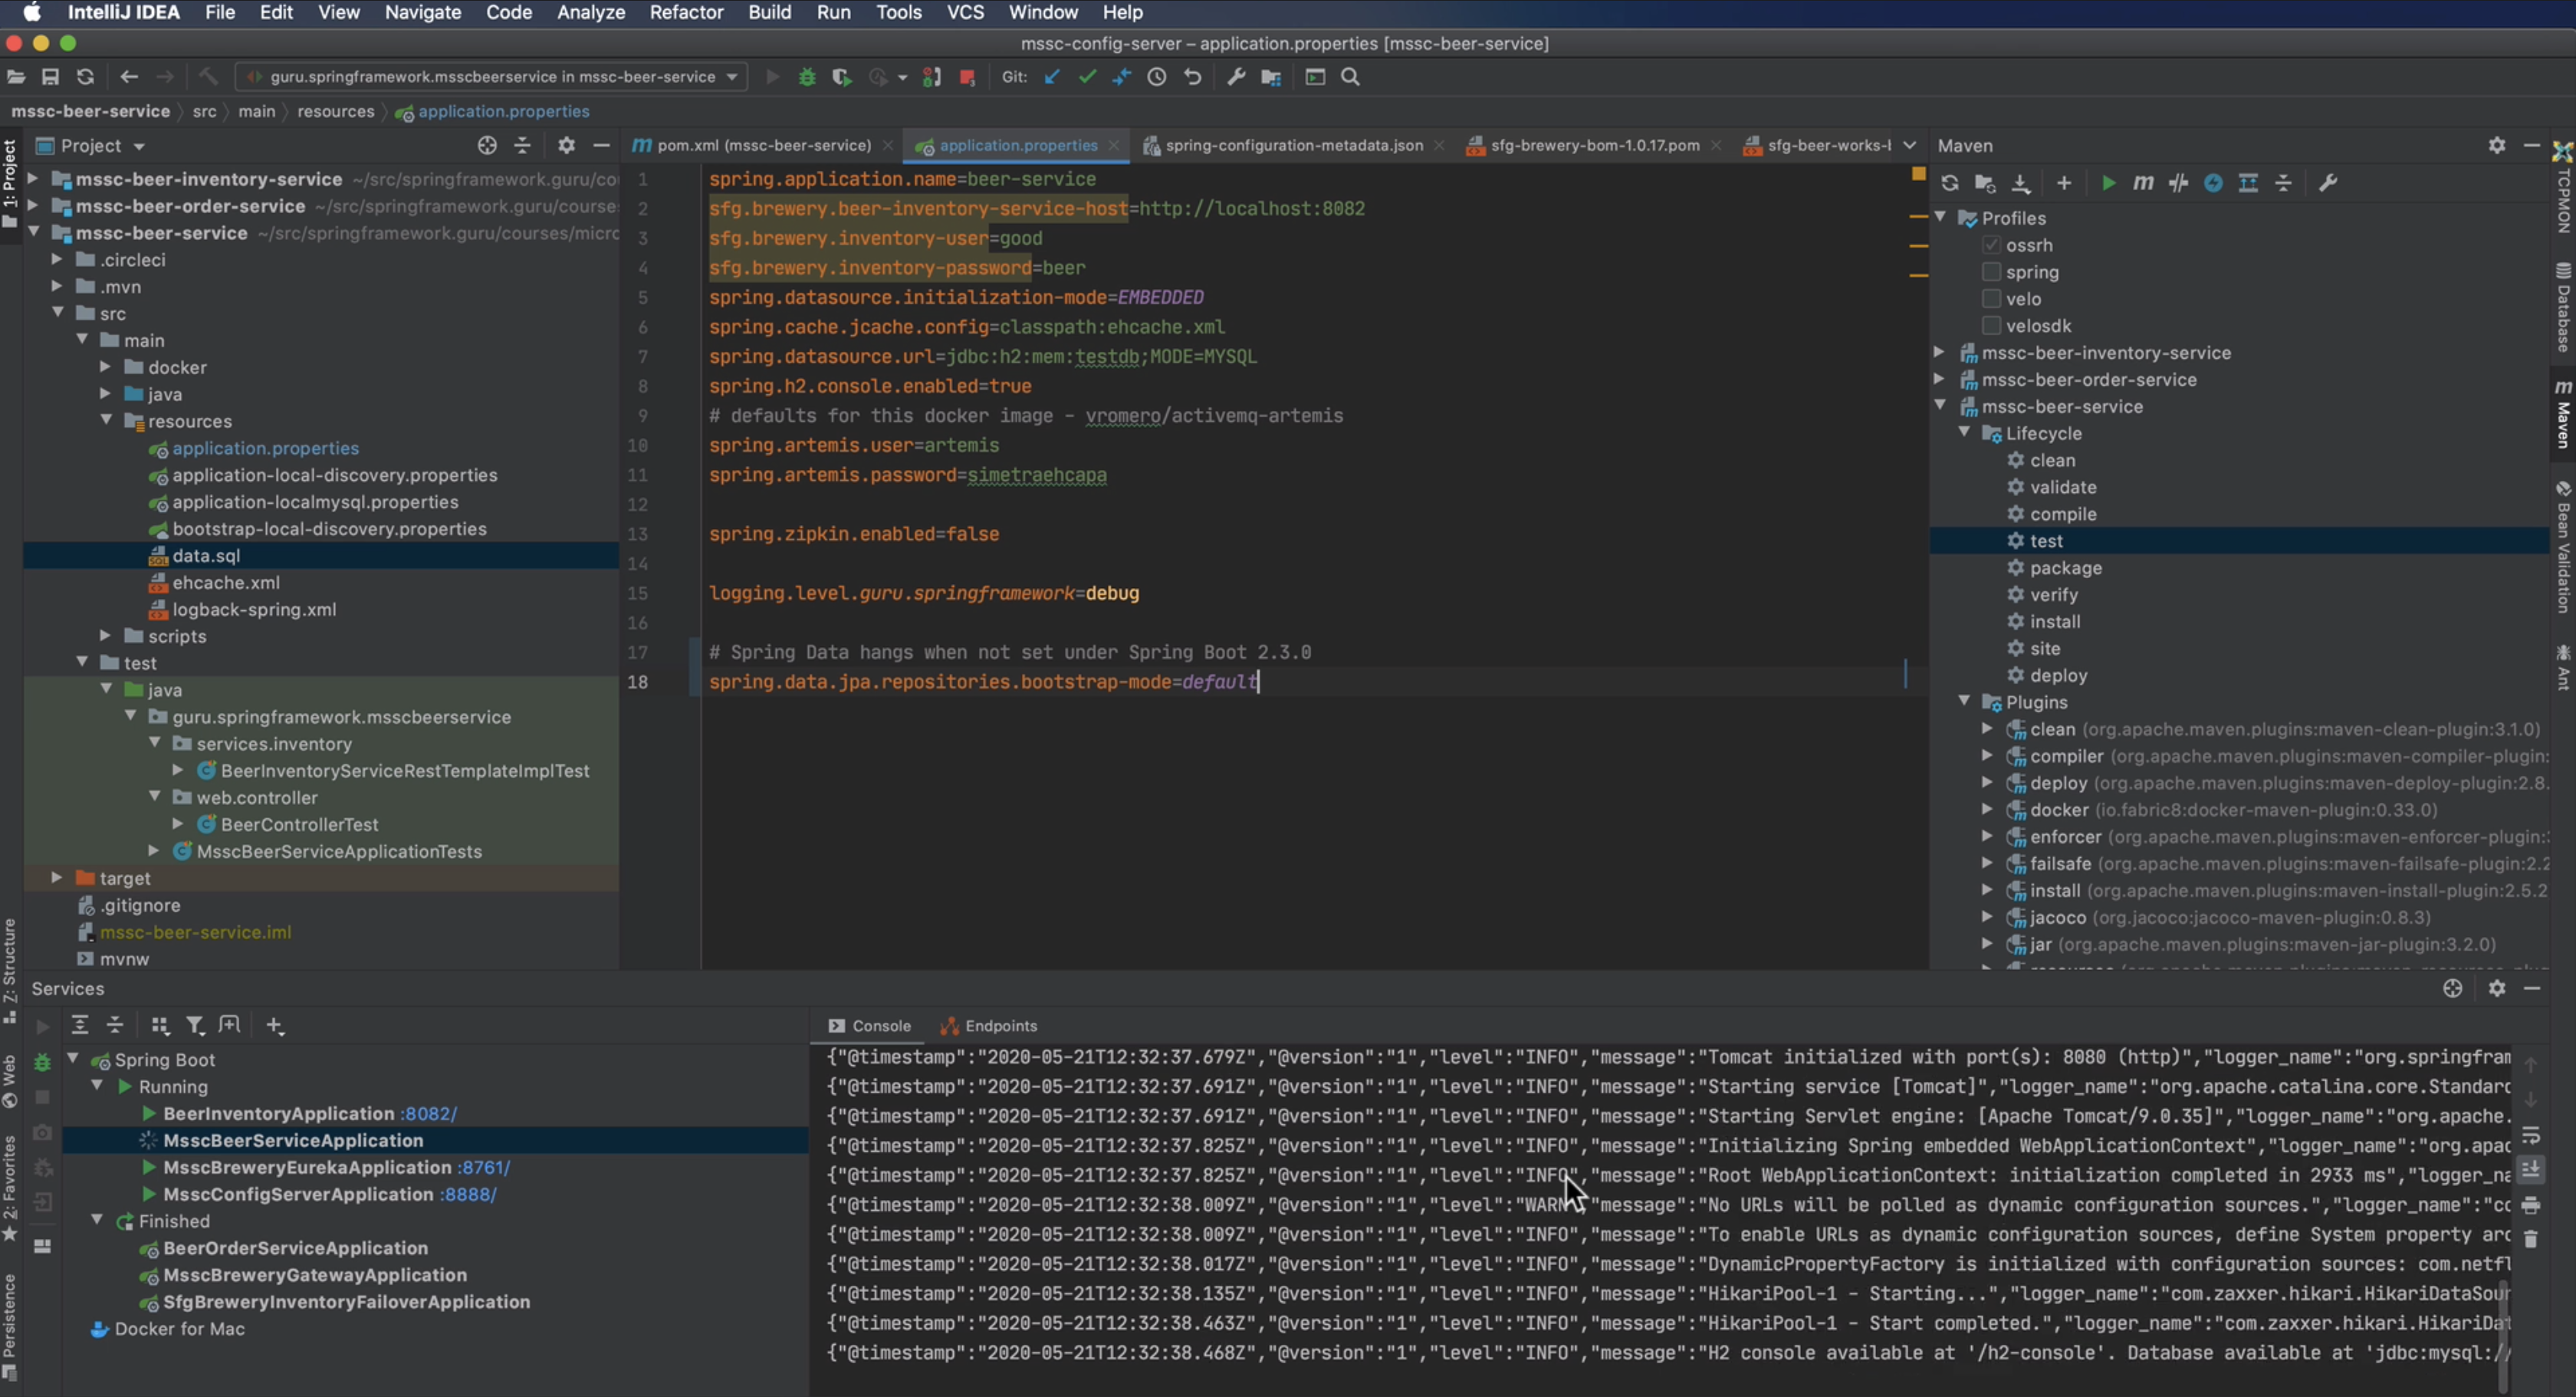 IntelliJ IDEA File Edit View Navigate Code Analyze Refactor Build Run Tools VCS Window Help
mssc-config-server – application.properties [mssc-beer-service]
guru.springframework.msscbeerservice in mssc-beer-service Git:
mssc-beer-service src main resources application.properties
1: Project
Z: Structure
Web
2: Favorites
Persistence
Project
mssc-beer-inventory-service ~/src/springframework.guru/co
mssc-beer-order-service ~/src/springframework.guru/course
mssc-beer-service ~/src/springframework.guru/courses/micro
.circleci
.mvn
src
main
docker
java
resources
application.properties
application-local-discovery.properties
application-localmysql.properties
bootstrap-local-discovery.properties
data.sql
ehcache.xml
logback-spring.xml
scripts
test
java
guru.springframework.msscbeerservice
services.inventory
BeerInventoryServiceRestTemplateImplTest
web.controller
BeerControllerTest
MsscBeerServiceApplicationTests
target
.gitignore
mssc-beer-service.iml
mvnw
pom.xml (mssc-beer-service) application.properties spring-configuration-metadata.json sfg-brewery-bom-1.0.17.pom sfg-beer-works-
1 spring.application.name=beer-service
2 sfg.brewery.beer-inventory-service-host=http://localhost:8082
3 sfg.brewery.inventory-user=good
4 sfg.brewery.inventory-password=beer
5 spring.datasource.initialization-mode=EMBEDDED
6 spring.cache.jcache.config=classpath:ehcache.xml
7 spring.datasource.url=jdbc:h2:mem:testdb;MODE=MYSQL
8 spring.h2.console.enabled=true
9 # defaults for this docker image - vromero/activemq-artemis
10 spring.artemis.user=artemis
11 spring.artemis.password=simetraehcapa
12
13 spring.zipkin.enabled=false
14
15 logging.level.guru.springframework=debug
16
17 # Spring Data hangs when not set under Spring Boot 2.3.0
18 spring.data.jpa.repositories.bootstrap-mode=default
Maven
Profiles
ossrh
spring
velo
velosdk
mssc-beer-inventory-service
mssc-beer-order-service
mssc-beer-service
Lifecycle
clean
validate
compile
test
package
verify
install
site
deploy
Plugins
clean (org.apache.maven.plugins:maven-clean-plugin:3.1.0)
compiler (org.apache.maven.plugins:maven-compiler-plugin:
deploy (org.apache.maven.plugins:maven-deploy-plugin:2.8.
docker (io.fabric8:docker-maven-plugin:0.33.0)
enforcer (org.apache.maven.plugins:maven-enforcer-plugin:
failsafe (org.apache.maven.plugins:maven-failsafe-plugin:2.2
install (org.apache.maven.plugins:maven-install-plugin:2.5.2
jacoco (org.jacoco:jacoco-maven-plugin:0.8.3)
jar (org.apache.maven.plugins:maven-jar-plugin:3.2.0)
TCPMON
Database
Maven
Bean Validation
Ant
Services
Spring Boot
Running
BeerInventoryApplication :8082/
MsscBeerServiceApplication
MsscBreweryEurekaApplication :8761/
MsscConfigServerApplication :8888/
Finished
BeerOrderServiceApplication
MsscBreweryGatewayApplication
SfgBreweryInventoryFailoverApplication
Docker for Mac
Console Endpoints
{"@timestamp":"2020-05-21T12:32:37.679Z","@version":"1","level":"INFO","message":"Tomcat initialized with port(s): 8080 (http)","logger_name":"org.springfram
{"@timestamp":"2020-05-21T12:32:37.691Z","@version":"1","level":"INFO","message":"Starting service [Tomcat]","logger_name":"org.apache.catalina.core.Standard
{"@timestamp":"2020-05-21T12:32:37.691Z","@version":"1","level":"INFO","message":"Starting Servlet engine: [Apache Tomcat/9.0.35]","logger_name":"org.apache.
{"@timestamp":"2020-05-21T12:32:37.825Z","@version":"1","level":"INFO","message":"Initializing Spring embedded WebApplicationContext","logger_name":"org.apac
{"@timestamp":"2020-05-21T12:32:37.825Z","@version":"1","level":"INFO","message":"Root WebApplicationContext: initialization completed in 2933 ms","logger_na
{"@timestamp":"2020-05-21T12:32:38.009Z","@version":"1","level":"WARN","message":"No URLs will be polled as dynamic configuration sources.","logger_name":"co
{"@timestamp":"2020-05-21T12:32:38.009Z","@version":"1","level":"INFO","message":"To enable URLs as dynamic configuration sources, define System property arc
{"@timestamp":"2020-05-21T12:32:38.017Z","@version":"1","level":"INFO","message":"DynamicPropertyFactory is initialized with configuration sources: com.netfl
{"@timestamp":"2020-05-21T12:32:38.135Z","@version":"1","level":"INFO","message":"HikariPool-1 - Starting...","logger_name":"com.zaxxer.hikari.HikariDataSour
{"@timestamp":"2020-05-21T12:32:38.463Z","@version":"1","level":"INFO","message":"HikariPool-1 - Start completed.","logger_name":"com.zaxxer.hikari.HikariDat
{"@timestamp":"2020-05-21T12:32:38.468Z","@version":"1","level":"INFO","message":"H2 console available at '/h2-console'. Database available at 'jdbc:mysql:/